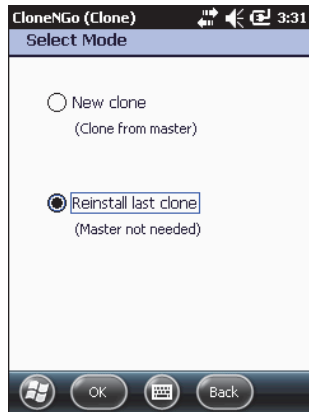 CloneNGo (Clone) 3:31
Select Mode
New clone
(Clone from master)
Reinstall last clone
(Master not needed)
OK Back